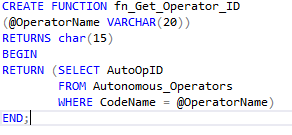 CREATE FUNCTION fn_Get_Operator_ID
(@OperatorName VARCHAR(20))
RETURNS char(15)
BEGIN
RETURN (SELECT AutoOpID
FROM Autonomous_Operators
WHERE CodeName = @OperatorName)
END;